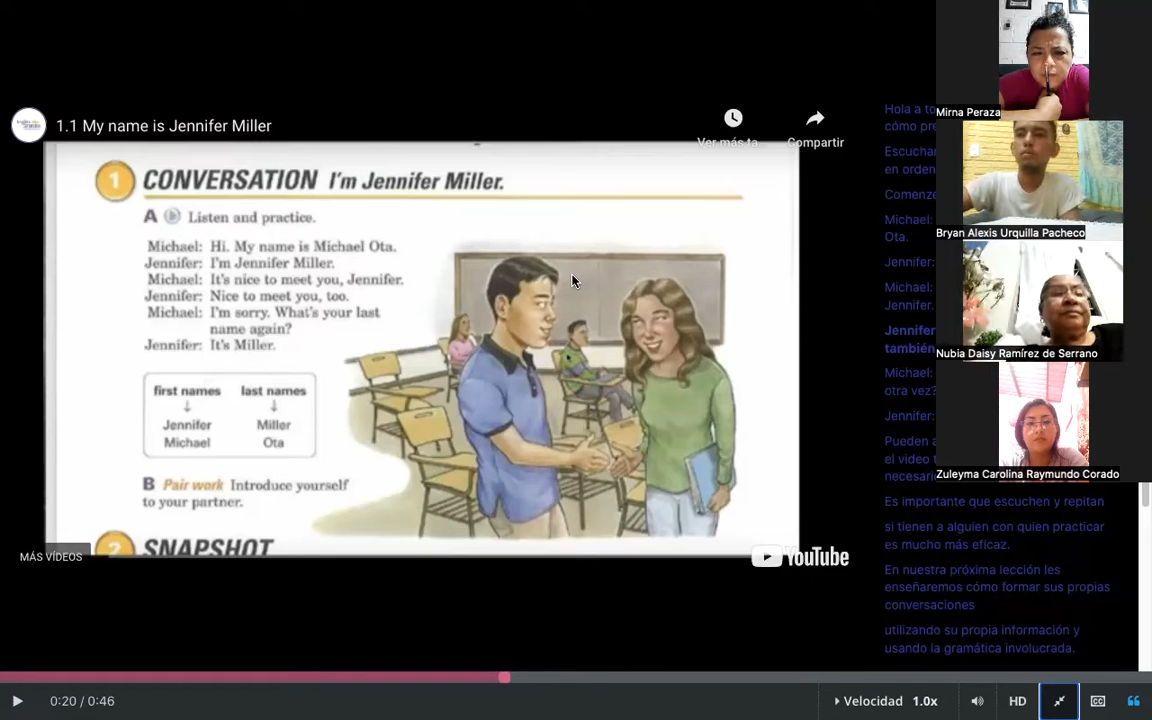 1.1 My name is Jennifer Miller
Ver más ta
Compartir
1 CONVERSATION I'm Jennifer Miller.
A Listen and practice.
Michael: Hi. My name is Michael Ota.
Jennifer: I'm Jennifer Miller.
Michael: It's nice to meet you, Jennifer.
Jennifer: Nice to meet you, too.
Michael: I'm sorry. What's your last
name again?
Jennifer: It's Miller.
first names last names
Jennifer Miller
Michael Ota
B Pair work Introduce yourself
to your partner.
2 SNAPSHOT
MÁS VÍDEOS
YouTube
Mirna Peraza
Bryan Alexis Urquilla Pacheco
Nubia Daisy Ramírez de Serrano
Zuleyma Carolina Raymundo Corado
Hola a to
cómo pre
Escuchar
en orden
Comenze
Michael:
Ota.
Jennifer:
Michael:
Jennifer.
Jennifer
también
Michael:
otra vez?
Jennifer:
Pueden a
el video t
necesari
Es importante que escuchen y repitan
si tienen a alguien con quien practicar
es mucho más eficaz.
En nuestra próxima lección les
enseñaremos cómo formar sus propias
conversaciones
utilizando su propia información y
usando la gramática involucrada.
0:20 / 0:46
Velocidad 1.0x
HD
CC